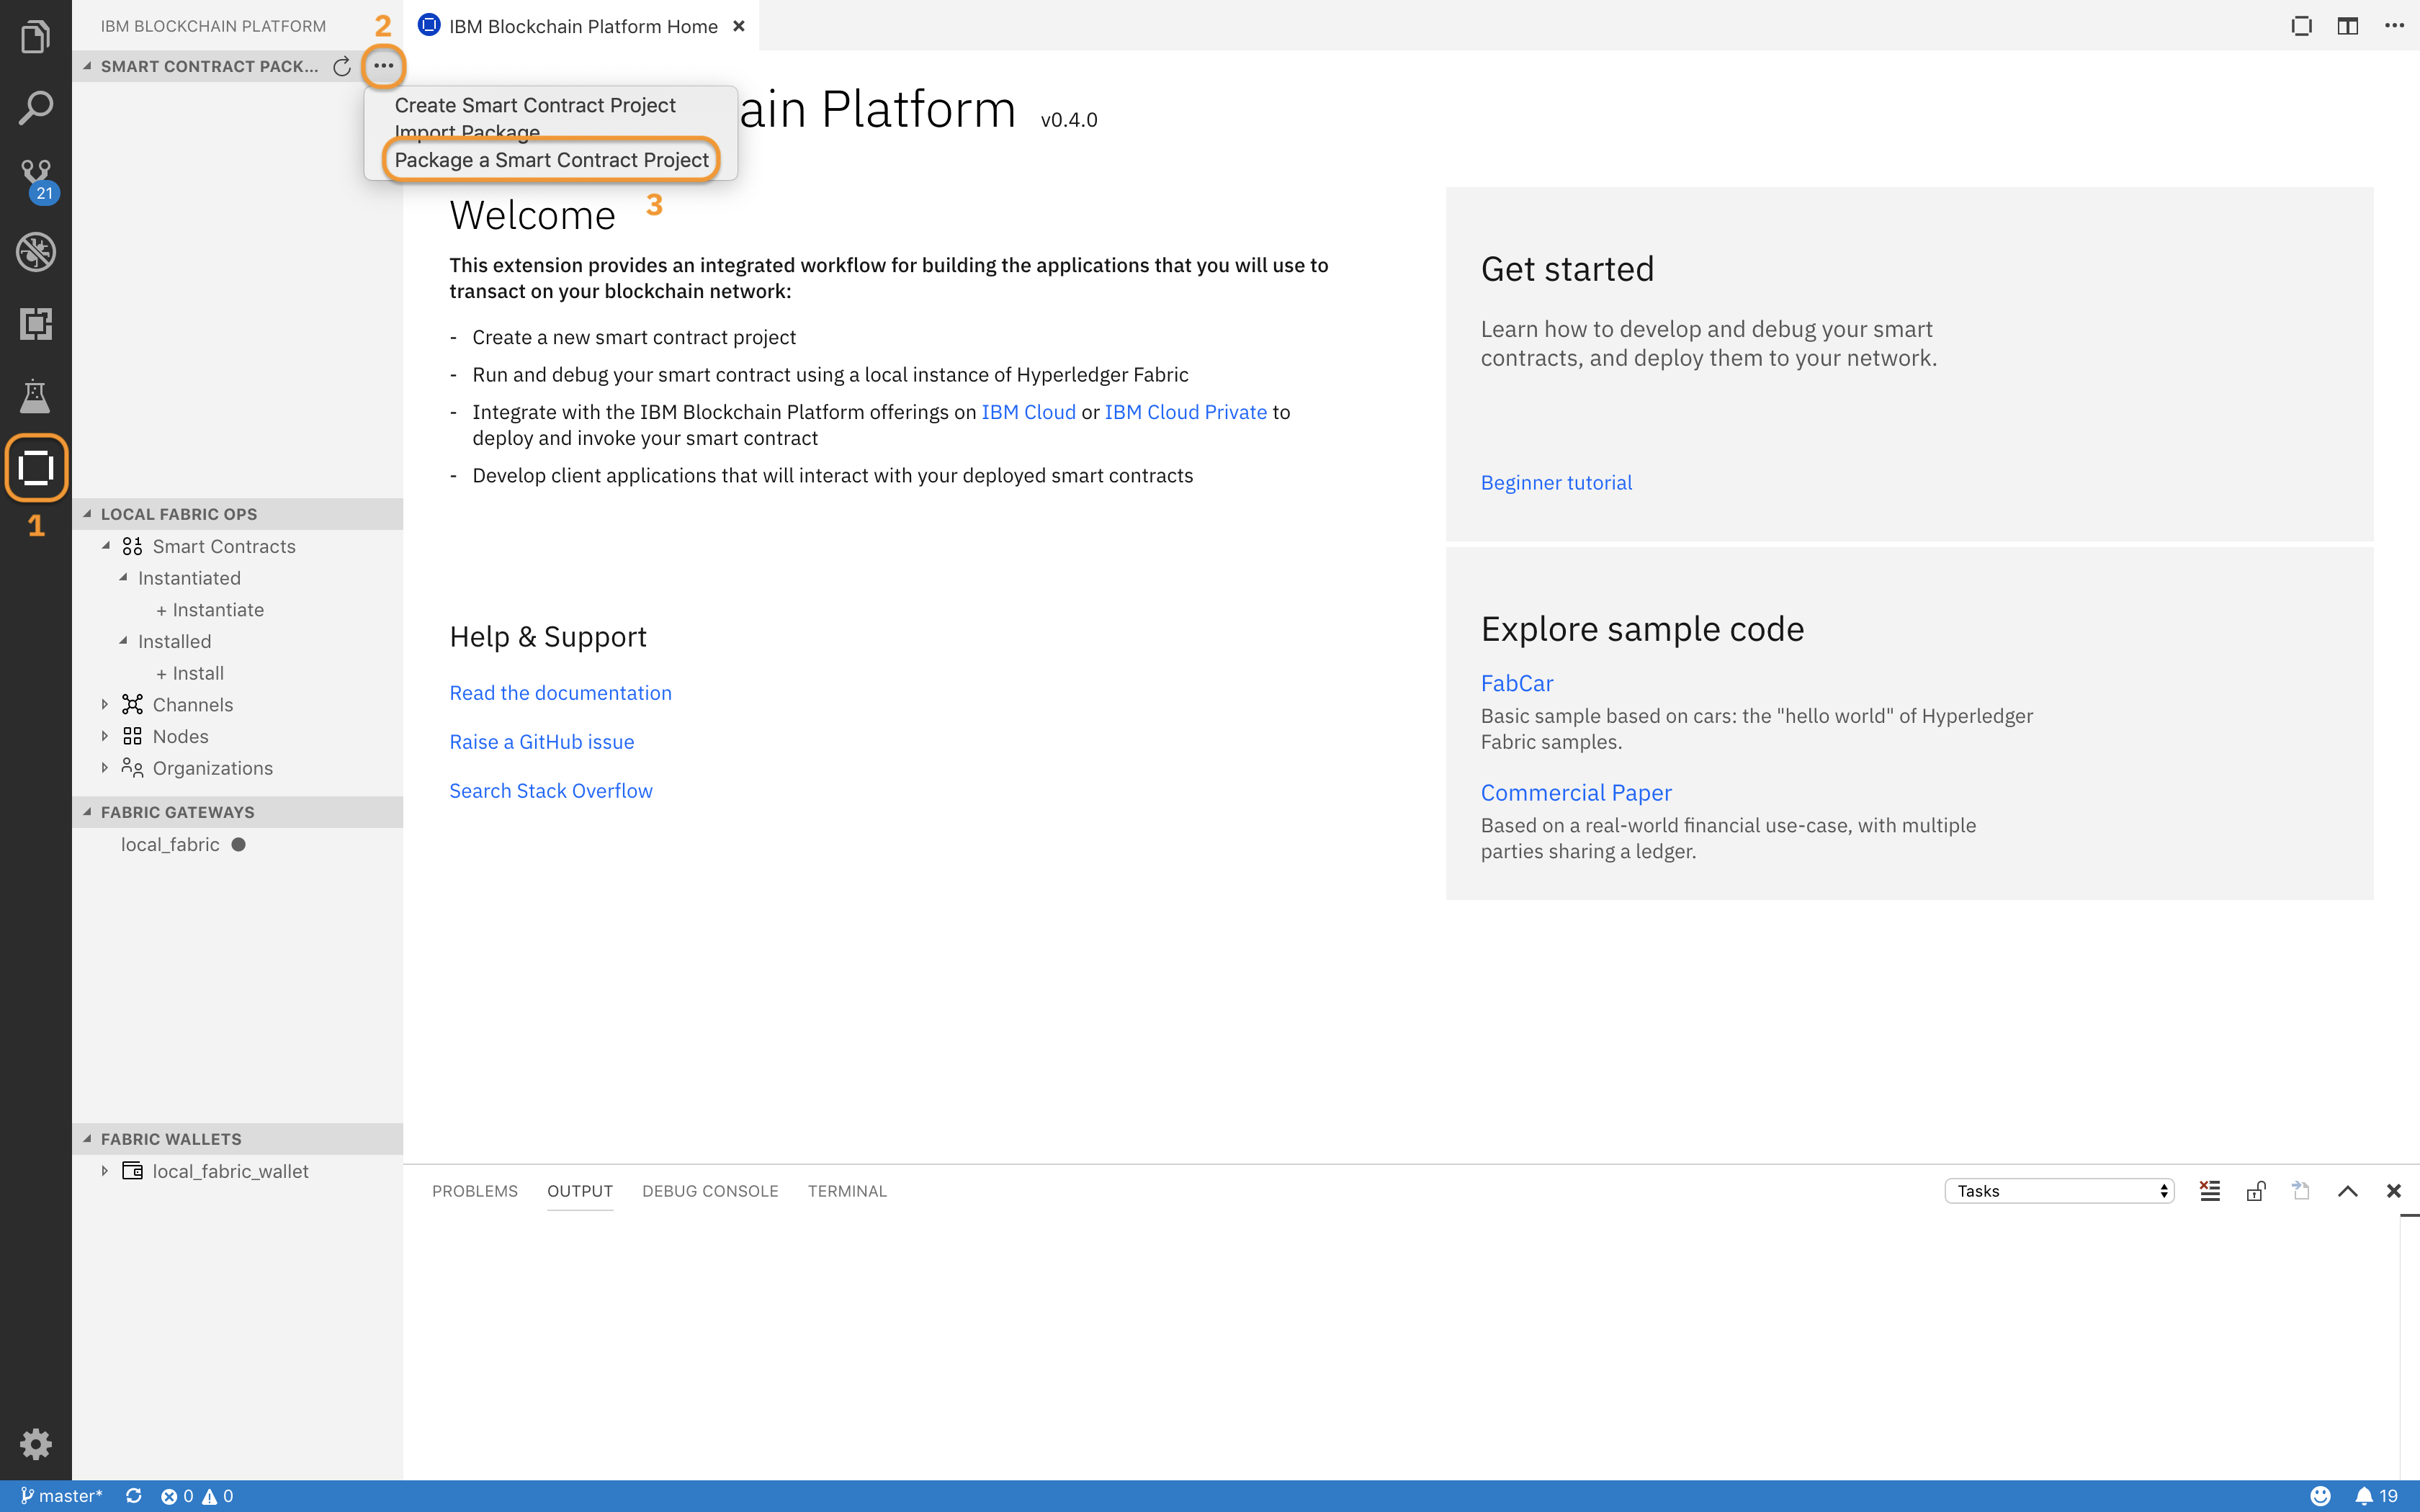 IBM BLOCKCHAIN PLATFORM
2
IBM Blockchain Platform Home
SMART CONTRACT PACK...
Create Smart Contract Project
Import Package
Package a Smart Contract Project
3
ain Platform v0.4.0
21
1
Welcome
This extension provides an integrated workflow for building the applications that you will use to
transact on your blockchain network:
- Create a new smart contract project
- Run and debug your smart contract using a local instance of Hyperledger Fabric
- Integrate with the IBM Blockchain Platform offerings on IBM Cloud or IBM Cloud Private to
deploy and invoke your smart contract
- Develop client applications that will interact with your deployed smart contracts
Help & Support
Read the documentation
Raise a GitHub issue
Search Stack Overflow
Get started
Learn how to develop and debug your smart
contracts, and deploy them to your network.
Beginner tutorial
Explore sample code
FabCar
Basic sample based on cars: the "hello world" of Hyperledger
Fabric samples.
Commercial Paper
Based on a real-world financial use-case, with multiple
parties sharing a ledger.
LOCAL FABRIC OPS
Smart Contracts
Instantiated
+ Instantiate
Installed
+ Install
Channels
Nodes
Organizations
FABRIC GATEWAYS
local_fabric
FABRIC WALLETS
local_fabric_wallet
PROBLEMS OUTPUT DEBUG CONSOLE TERMINAL
Tasks
master* 0 0
19